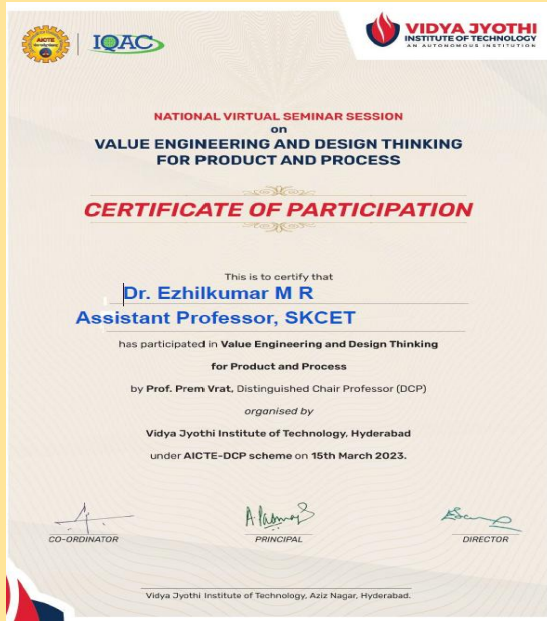 AICTE
IQAC
VIDYA JYOTHI
INSTITUTE OF TECHNOLOGY
AN AUTONOMOUS INSTITUTION
NATIONAL VIRTUAL SEMINAR SESSION
on
VALUE ENGINEERING AND DESIGN THINKING
FOR PRODUCT AND PROCESS
CERTIFICATE OF PARTICIPATION
This is to certify that
Dr. Ezhilkumar M R
Assistant Professor, SKCET
has participated in Value Engineering and Design Thinking
for Product and Process
by Prof. Prem Vrat, Distinguished Chair Professor (DCP)
organised by
Vidya Jyothi Institute of Technology, Hyderabad
under AICTE-DCP scheme on 15th March 2023.
CO-ORDINATOR
PRINCIPAL
DIRECTOR
Vidya Jyothi Institute of Technology, Aziz Nagar, Hyderabad.